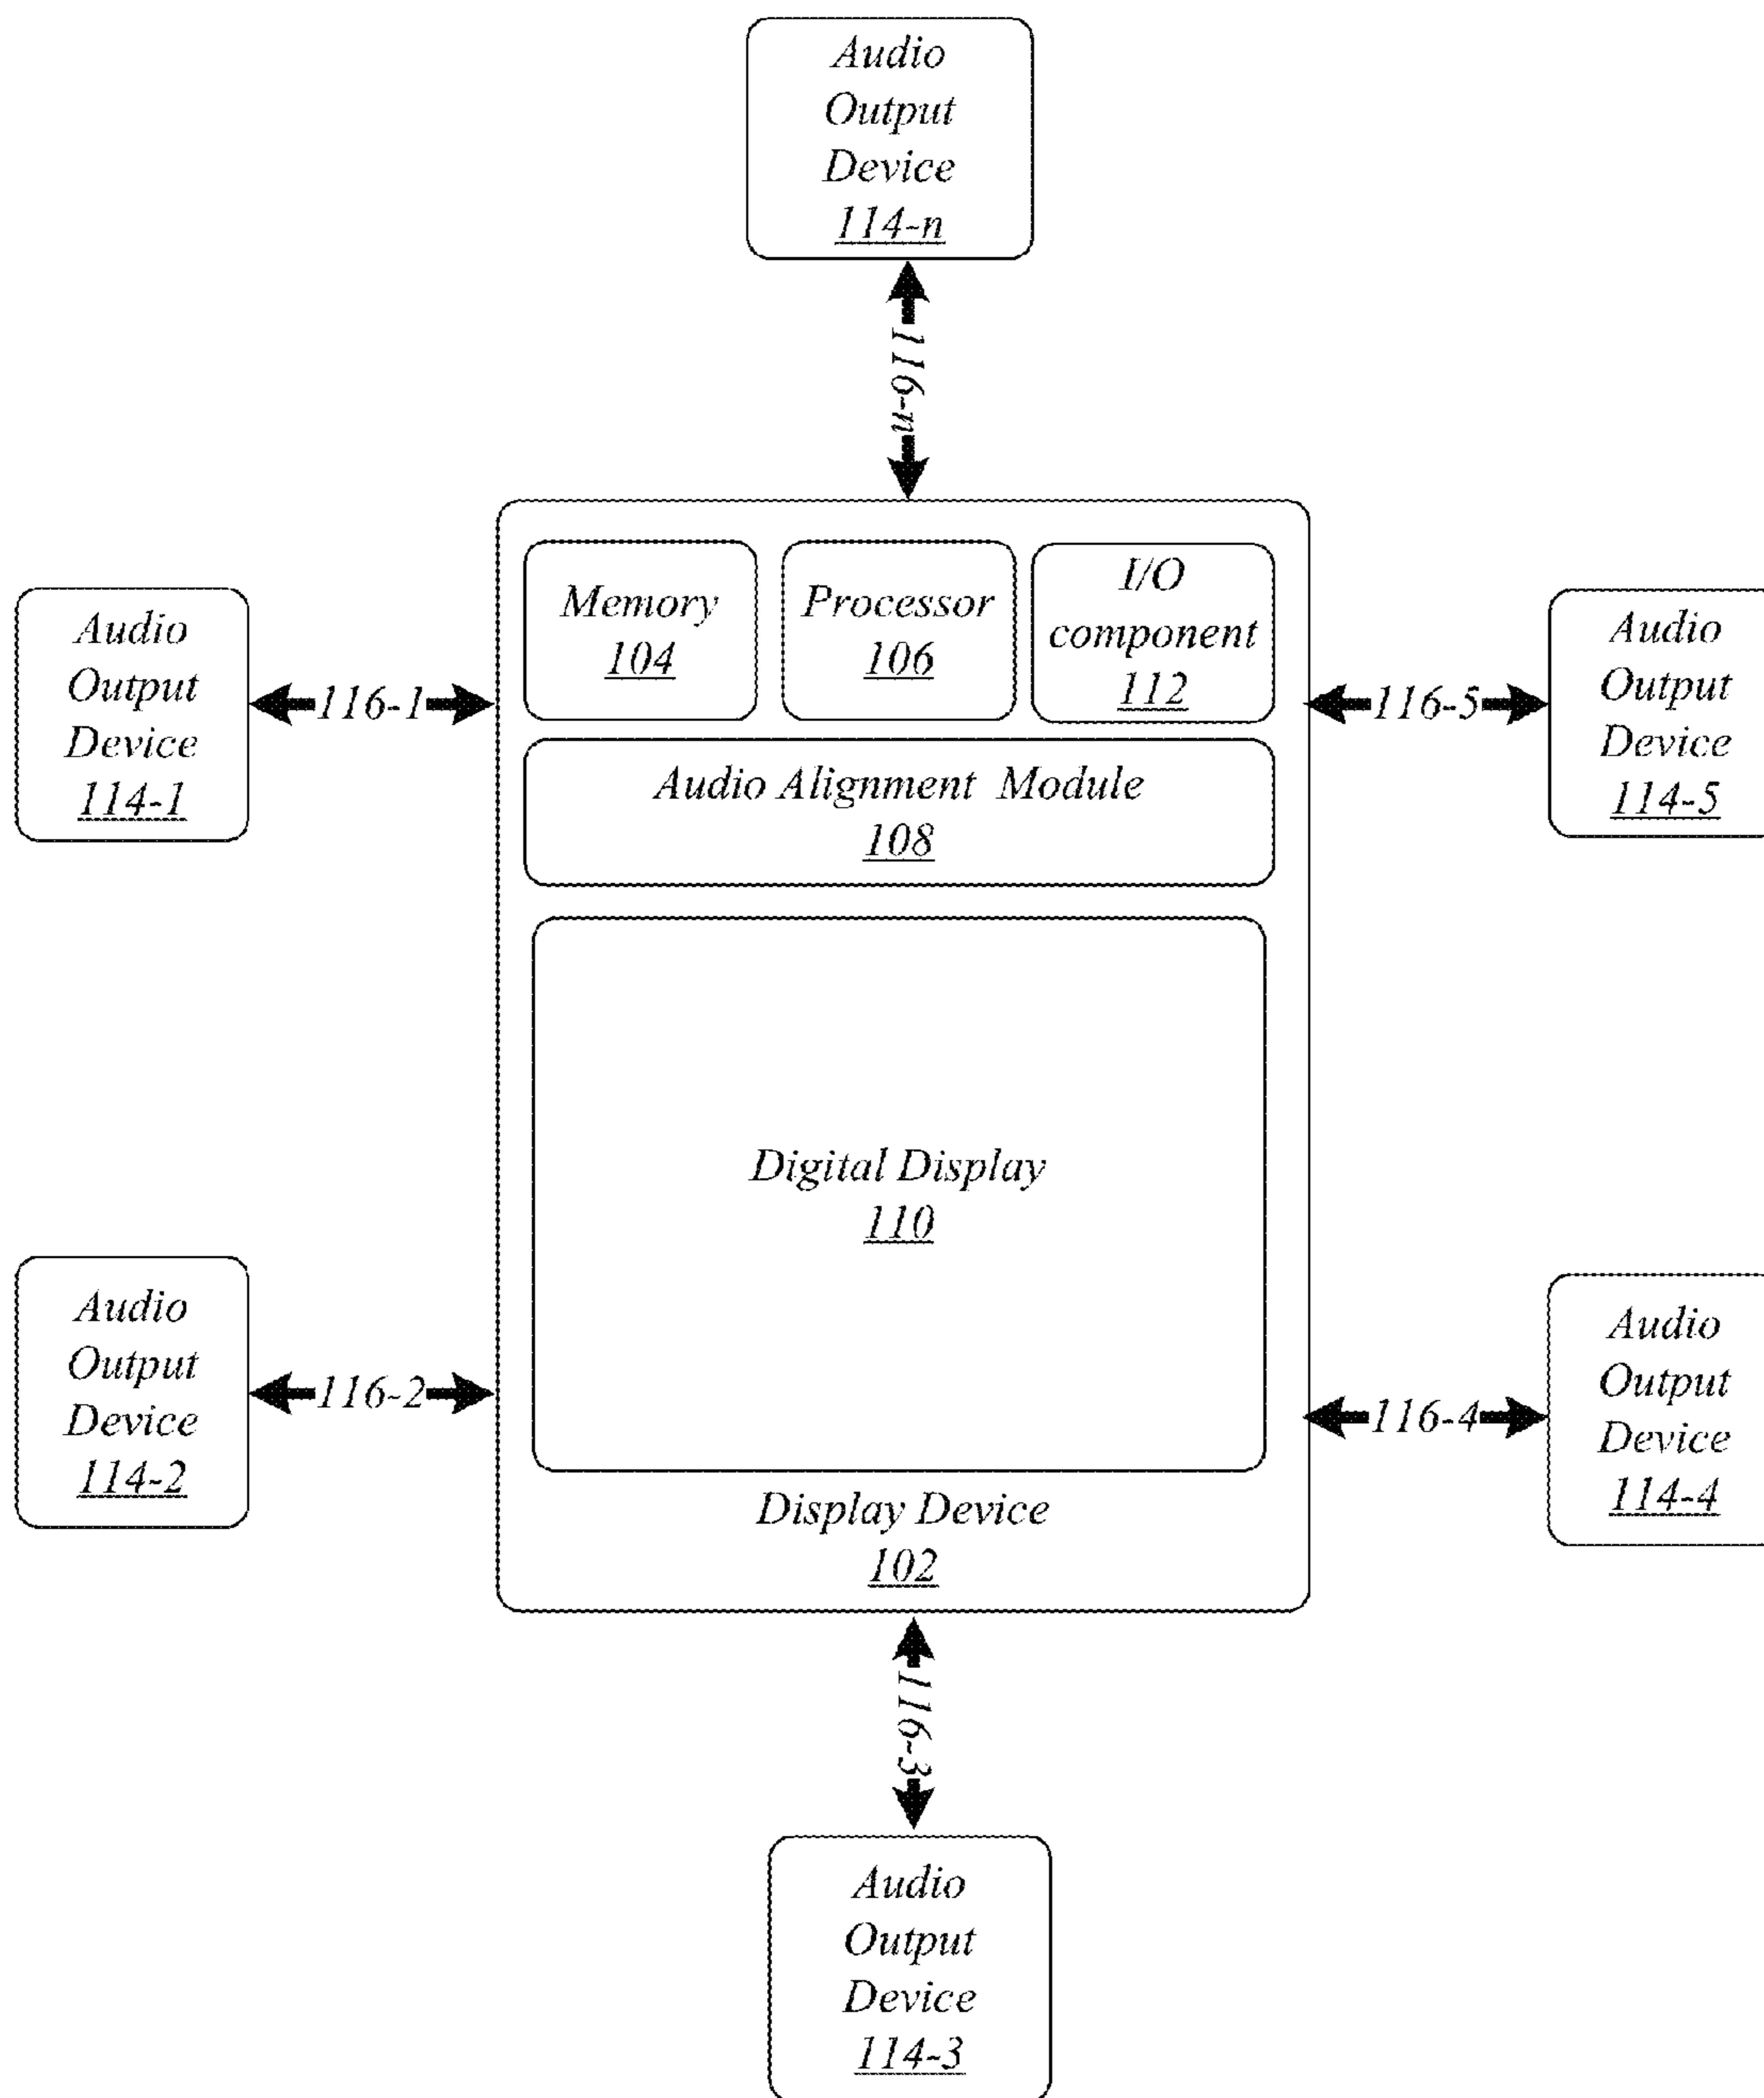 Audio
Output
Device
114-n
116-n
Memory
104
Processor
106
I/O
component
112
Audio
Output
Device
114-1
116-1
116-5
Audio
Output
Device
114-5
Audio Alignment Module
108
Digital Display
110
Audio
Output
Device
114-2
116-2
116-4
Audio
Output
Device
114-4
Display Device
102
116-3
Audio
Output
Device
114-3